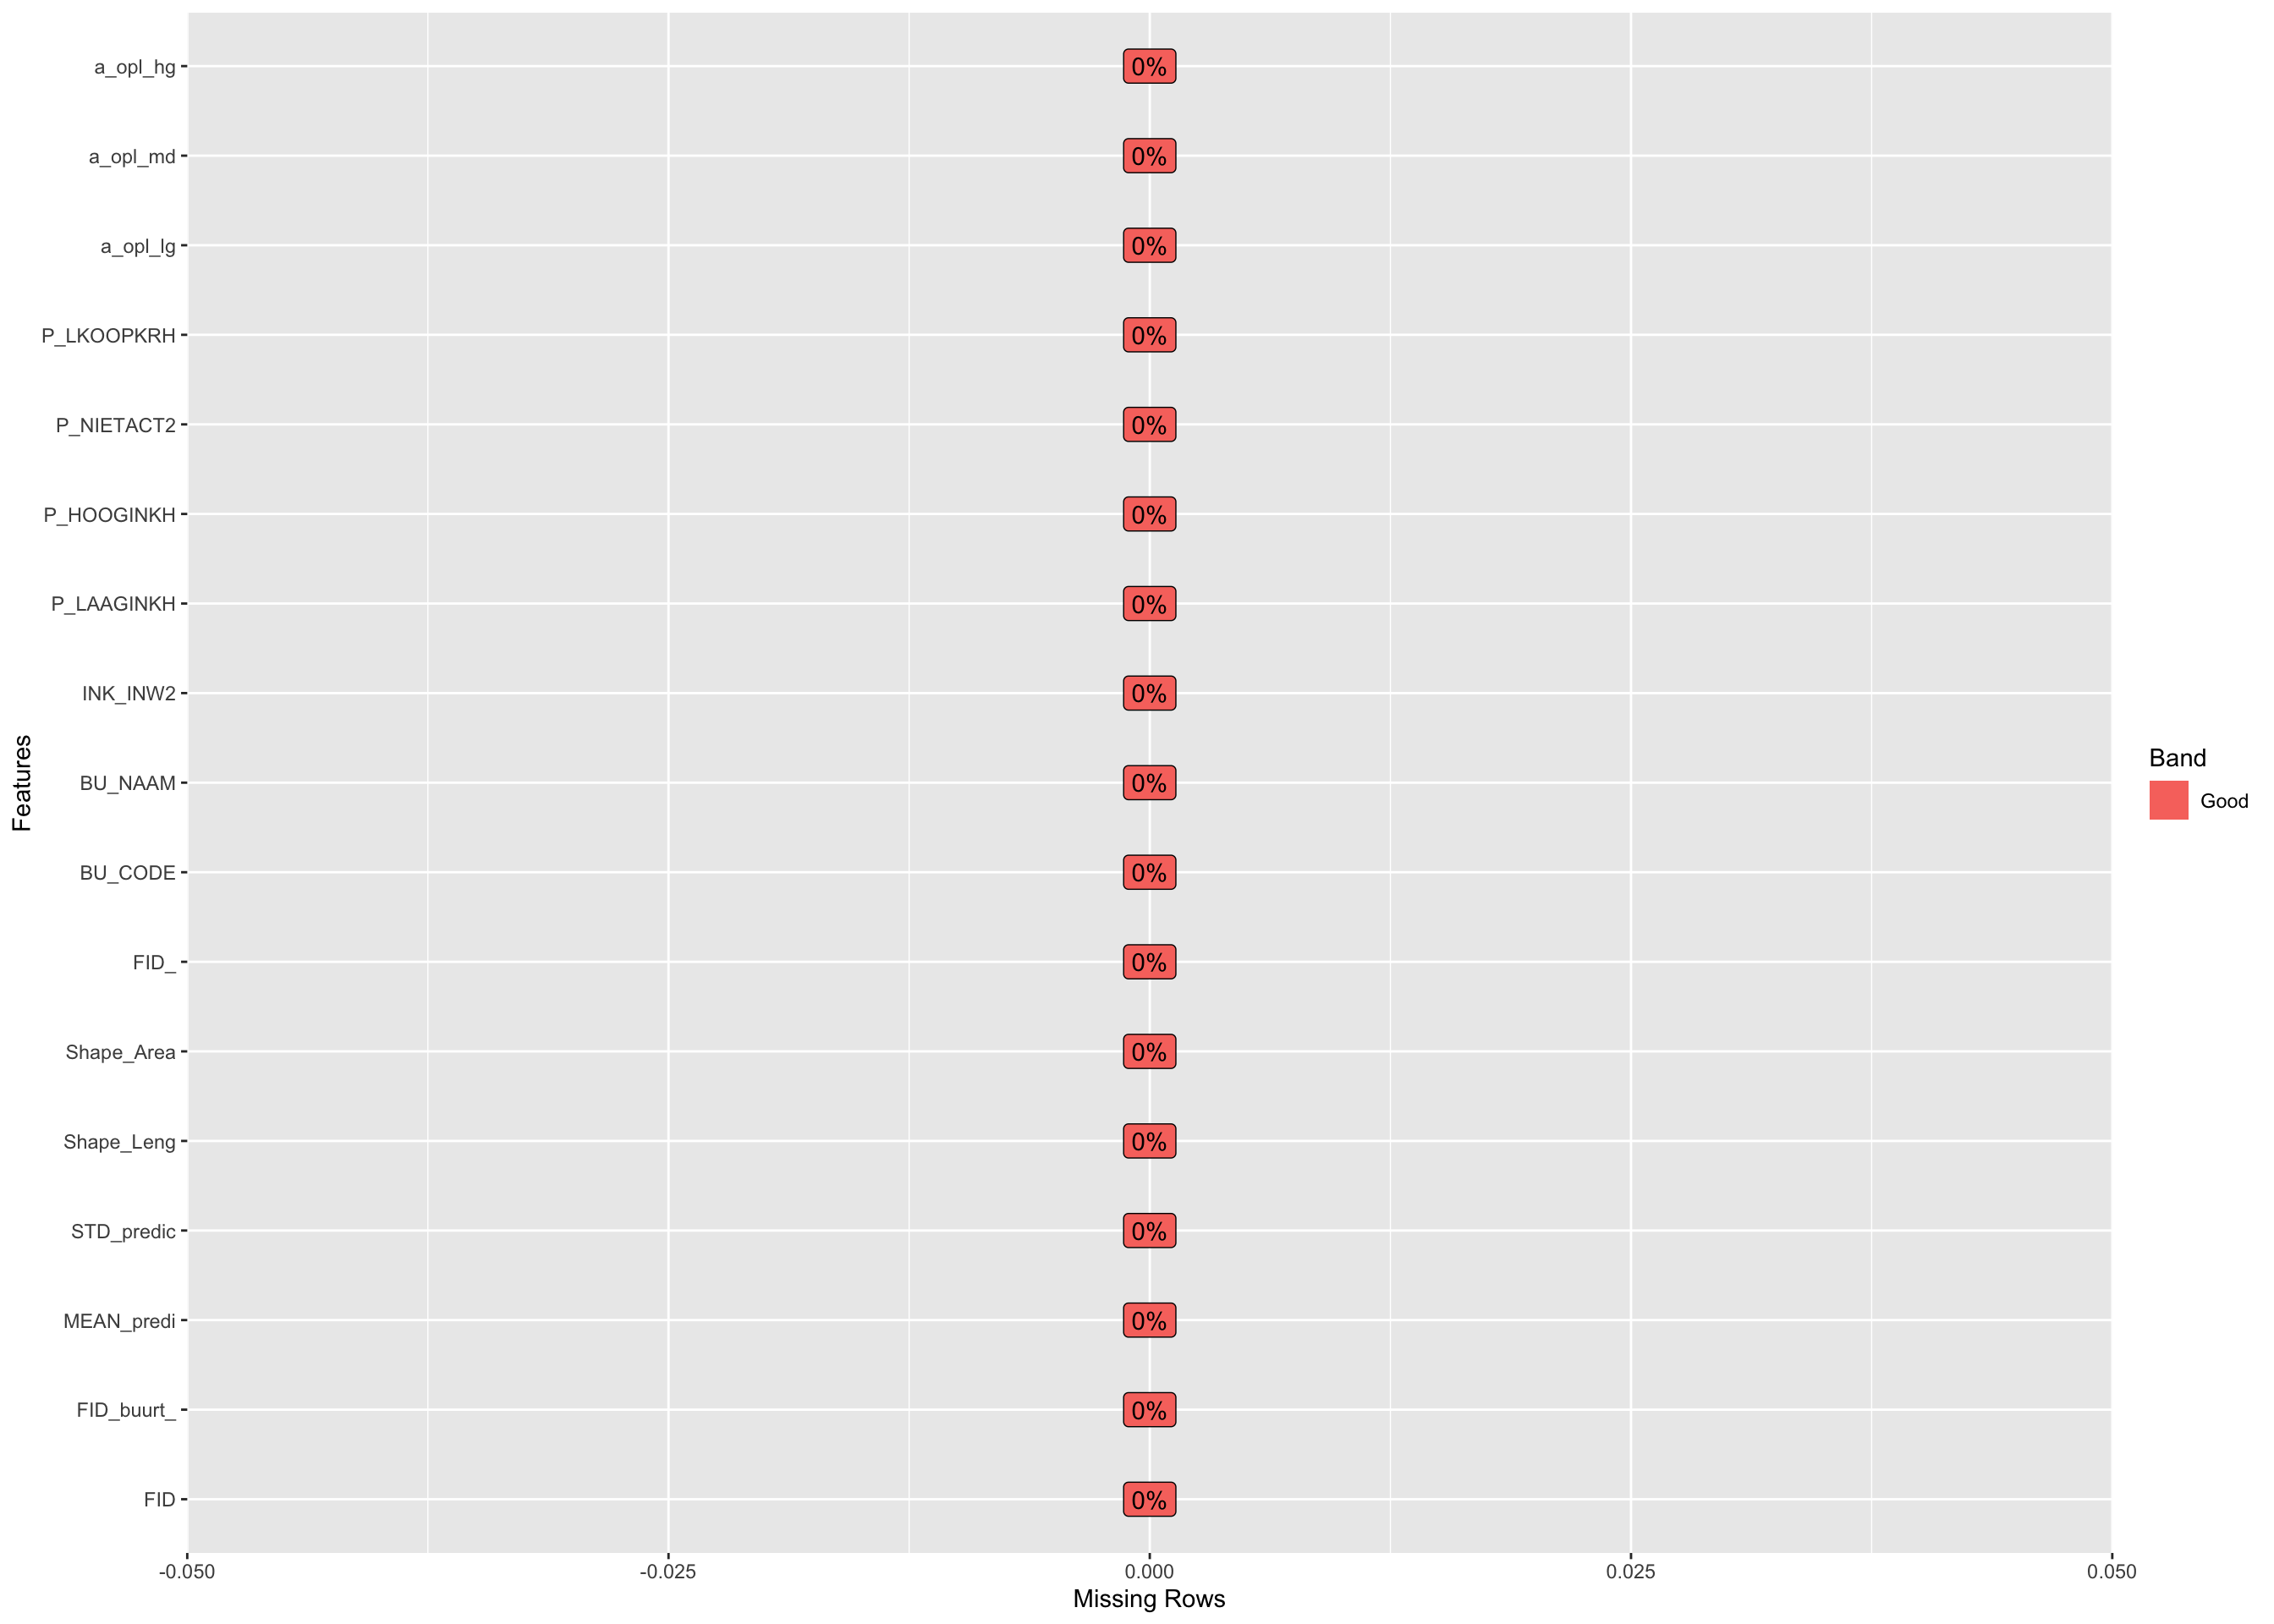 a_opl_hg 0%
a_opl_md 0%
a_opl_lg 0%
P_LKOOPKRH 0%
P_NIETACT2 0%
P_HOOGINKH 0%
P_LAAGINKH 0%
INK_INW2 0%
BU_NAAM 0%
BU_CODE 0%
FID_ 0%
Shape_Area 0%
Shape_Leng 0%
STD_predic 0%
MEAN_predi 0%
FID_buurt_ 0%
FID 0%
Features
-0.050 -0.025 0.000 0.025 0.050
Missing Rows
Band
Good